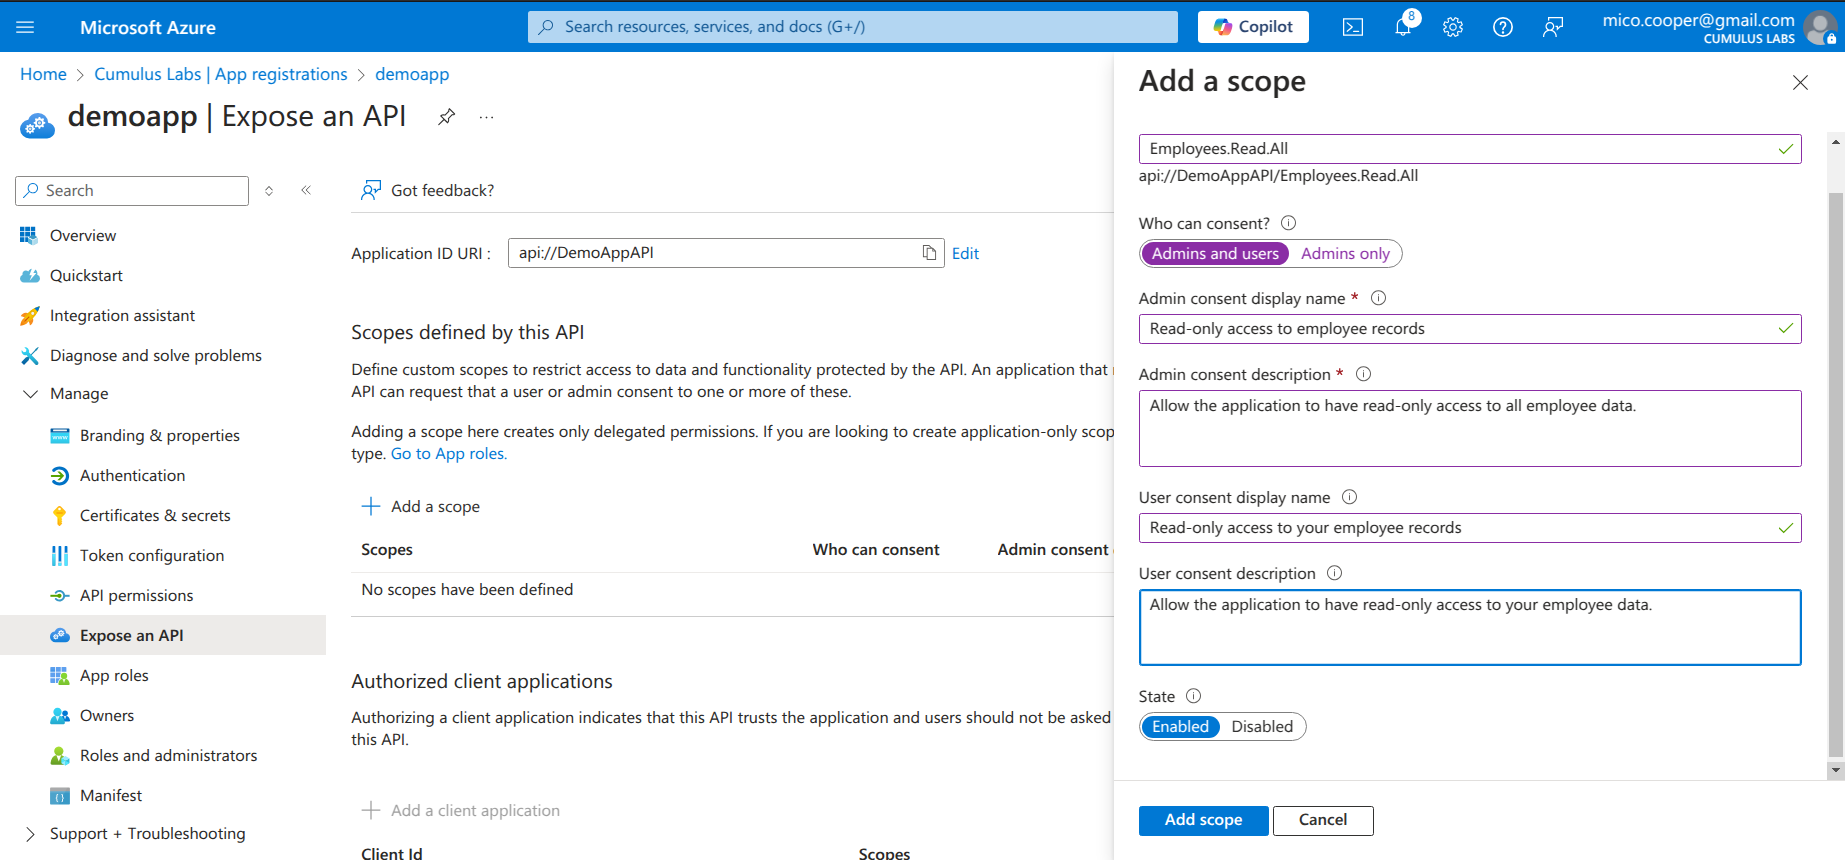 Microsoft Azure
Search resources, services, and docs (G+/)
Copilot
8
mico.cooper@gmail.com
CUMULUS LABS
Home > Cumulus Labs | App registrations > demoapp
demoapp | Expose an API
...
Search
Overview
Quickstart
Integration assistant
Diagnose and solve problems
Manage
Branding & properties
Authentication
Certificates & secrets
Token configuration
API permissions
Expose an API
App roles
Owners
Roles and administrators
Manifest
Support + Troubleshooting
Got feedback?
Application ID URI : api://DemoAppAPI Edit
Scopes defined by this API
Define custom scopes to restrict access to data and functionality protected by the API. An application that
API can request that a user or admin consent to one or more of these.
Adding a scope here creates only delegated permissions. If you are looking to create application-only scop
type. Go to App roles.
+ Add a scope
Scopes Who can consent Admin consent
No scopes have been defined
Authorized client applications
Authorizing a client application indicates that this API trusts the application and users should not be asked
this API.
+ Add a client application
Client Id Scopes
Add a scope
Employees.Read.All
api://DemoAppAPI/Employees.Read.All
Who can consent?
Admins and users Admins only
Admin consent display name *
Read-only access to employee records
Admin consent description *
Allow the application to have read-only access to all employee data.
User consent display name
Read-only access to your employee records
User consent description
Allow the application to have read-only access to your employee data.
State
Enabled Disabled
Add scope Cancel